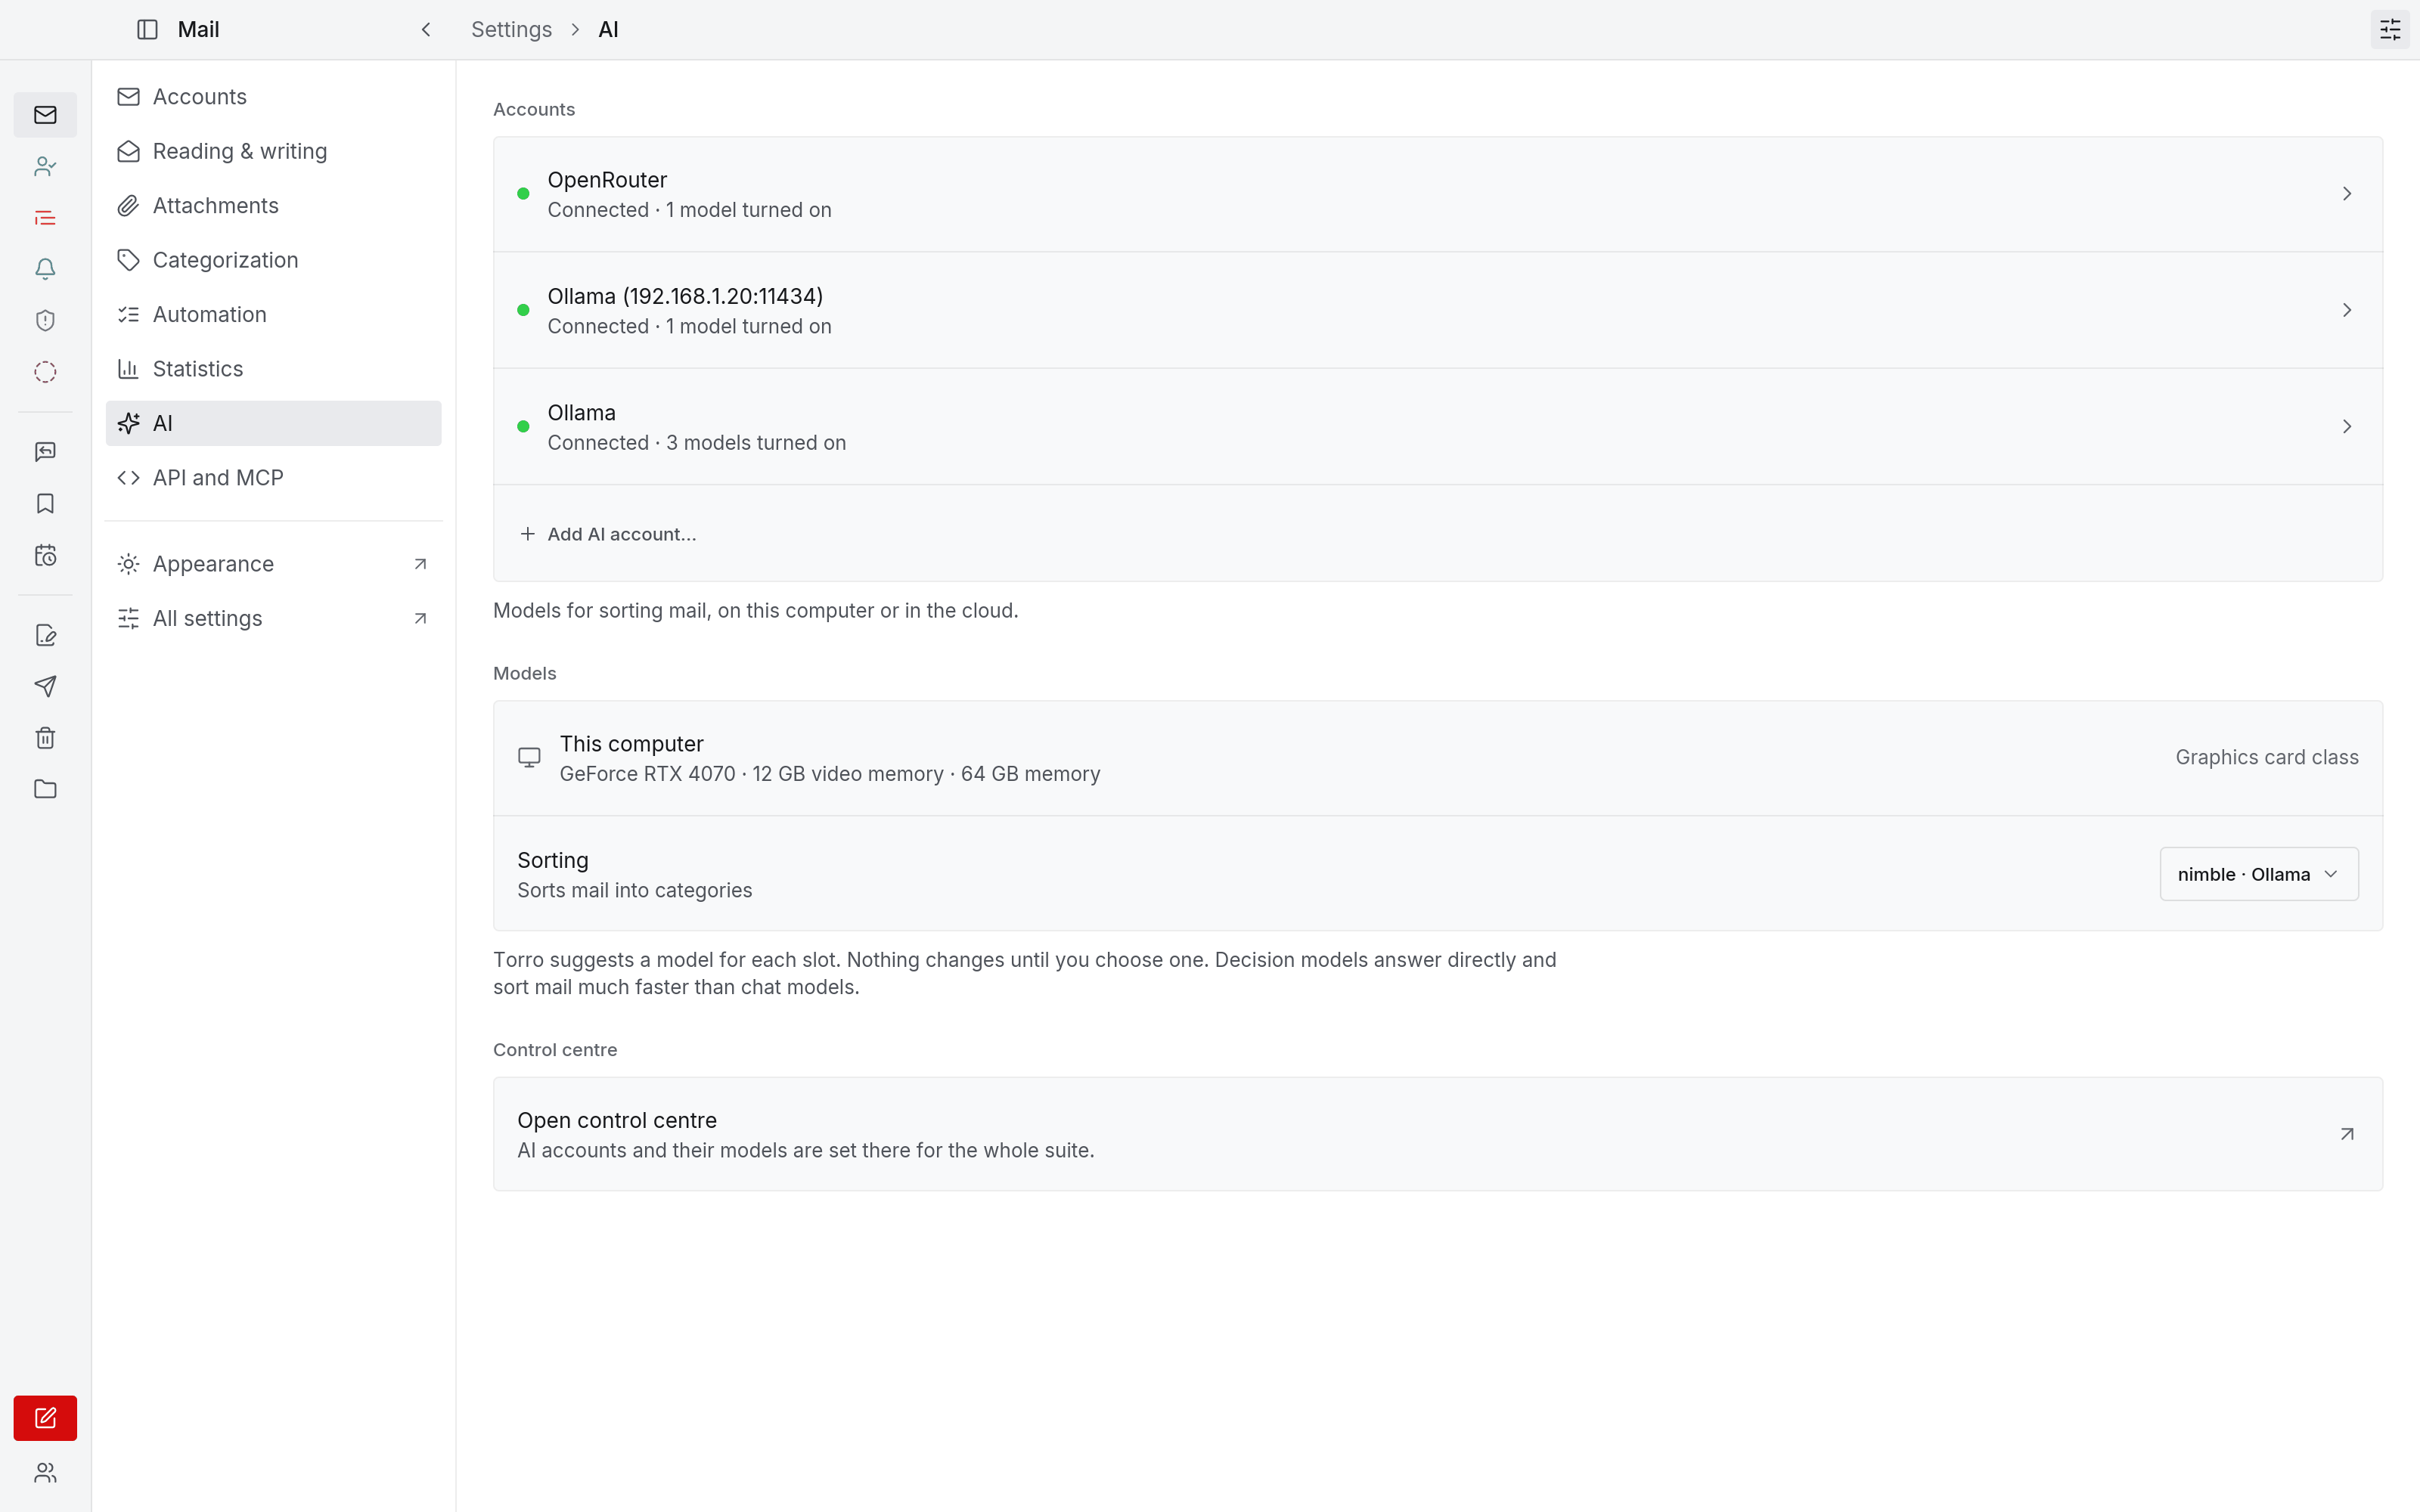 Mail
Settings > AI
Accounts
Reading & writing
Attachments
Categorization
Automation
Statistics
AI
API and MCP
Appearance
All settings
Accounts
OpenRouter
Connected · 1 model turned on
Ollama (192.168.1.20:11434)
Connected · 1 model turned on
Ollama
Connected · 3 models turned on
Add AI account...
Models for sorting mail, on this computer or in the cloud.
Models
This computer
GeForce RTX 4070 · 12 GB video memory · 64 GB memory
Graphics card class
Sorting
Sorts mail into categories
nimble · Ollama
Torro suggests a model for each slot. Nothing changes until you choose one. Decision models answer directly and
sort mail much faster than chat models.
Control centre
Open control centre
AI accounts and their models are set there for the whole suite.